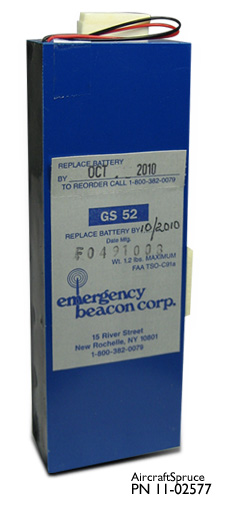 REPLACE BATTERY
BY OCT 2010
TO REORDER CALL 1-800-382-0079
GS 52
REPLACE BATTERY BY 10/2010
Date Mfg.
F0421003
Wt. 1.2 lbs. MAXIMUM
FAA TSO-C91a
emergency
beacon corp.
15 River Street
New Rochelle, NY 10801
1-800-382-0079
AircraftSpruce
PN 11-02577